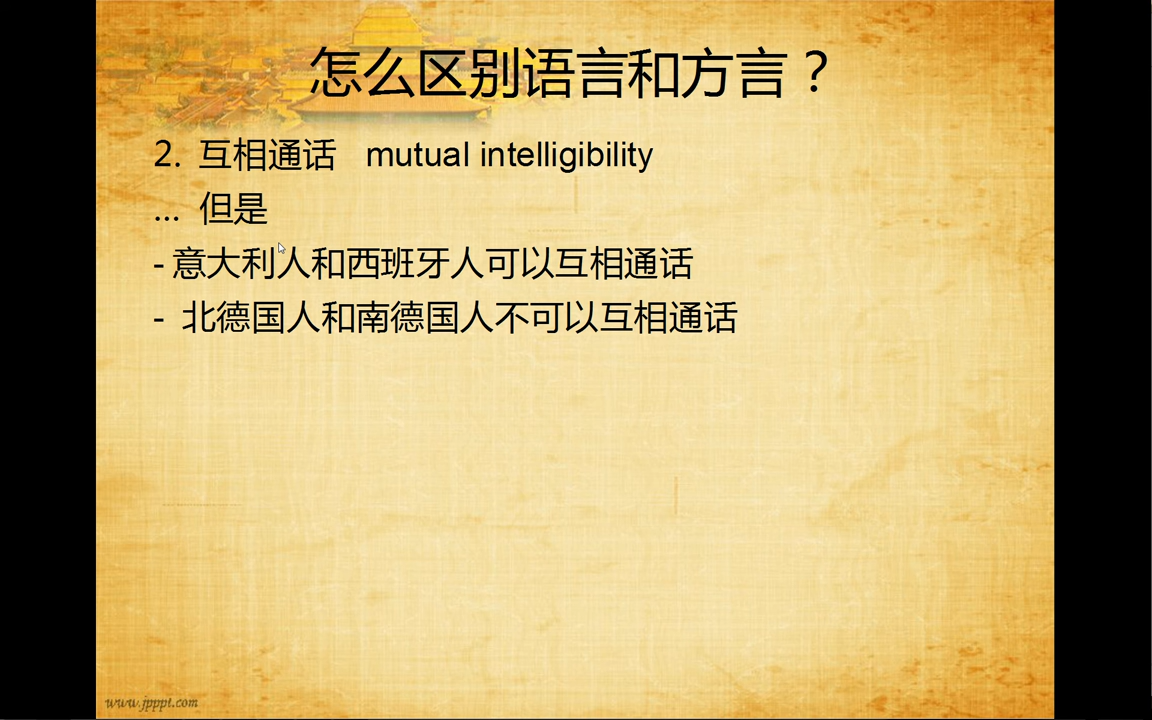 怎么区别语言和方言？
2. 互相通话 mutual intelligibility
... 但是
- 意大利人和西班牙人可以互相通话
- 北德国人和南德国人不可以互相通话
www.jpppt.com